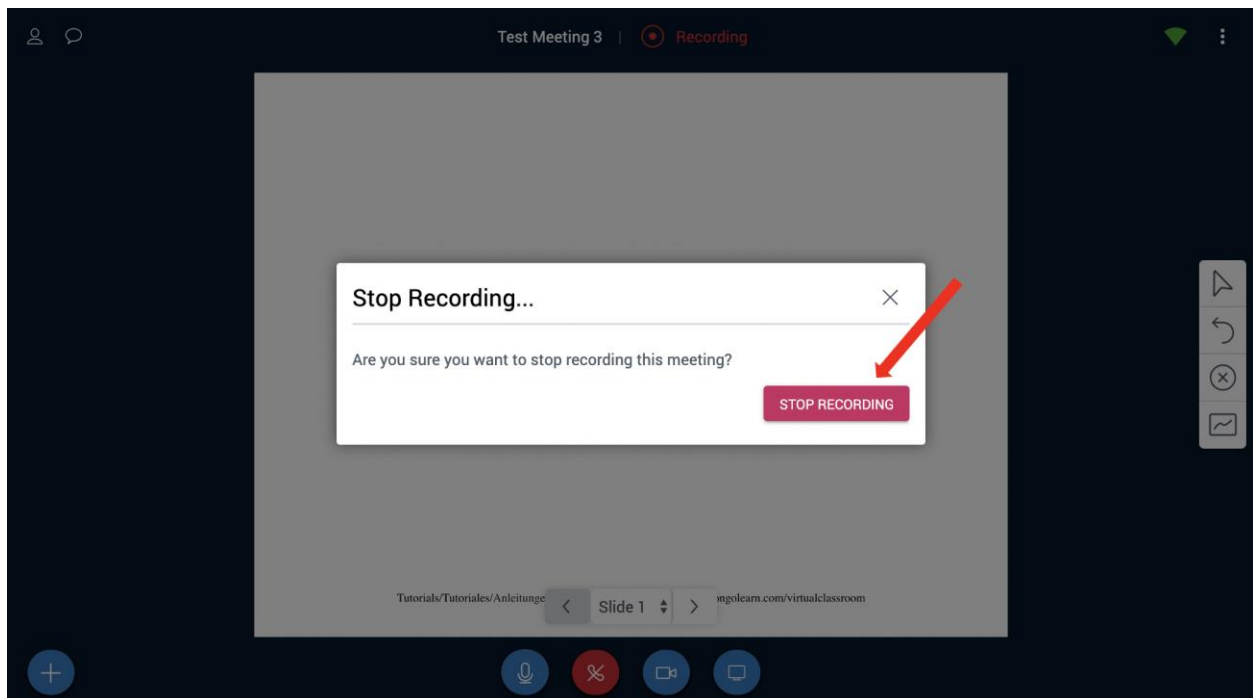 Test Meeting 3 | Recording
Stop Recording...
Are you sure you want to stop recording this meeting?
STOP RECORDING
Tutorials/Tutoriales/Anleitunge ngolearn.com/virtualclassroom
Slide 1